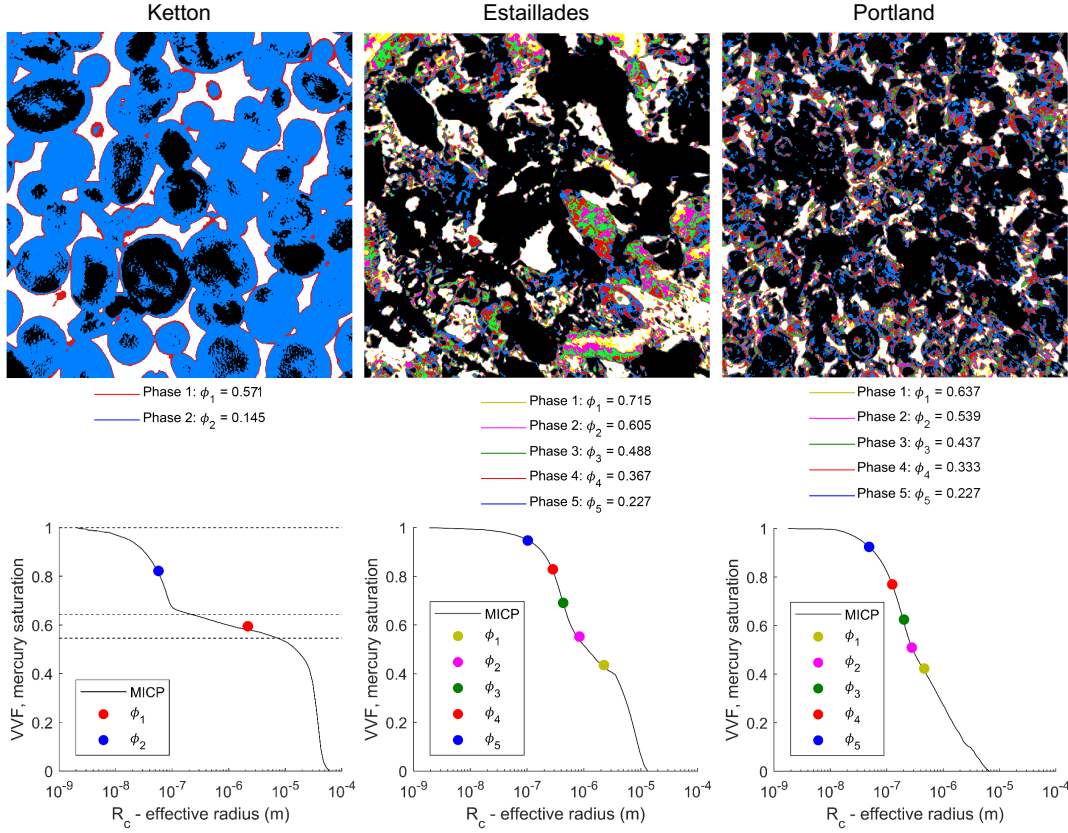 Ketton
Estaillades
Portland
Phase 1: ϕ1 = 0.571
Phase 2: ϕ2 = 0.145
Phase 1: ϕ1 = 0.715
Phase 2: ϕ2 = 0.605
Phase 3: ϕ3 = 0.488
Phase 4: ϕ4 = 0.367
Phase 5: ϕ5 = 0.227
Phase 1: ϕ1 = 0.637
Phase 2: ϕ2 = 0.539
Phase 3: ϕ3 = 0.437
Phase 4: ϕ4 = 0.333
Phase 5: ϕ5 = 0.227
VVF, mercury saturation
1
0.8
0.6
0.4
0.2
0
MICP
ϕ1
ϕ2
10-9 10-8 10-7 10-6 10-5 10-4
Rc - effective radius (m)
VVF, mercury saturation
1
0.8
0.6
0.4
0.2
0
MICP
ϕ1
ϕ2
ϕ3
ϕ4
ϕ5
10-9 10-8 10-7 10-6 10-5 10-4
Rc - effective radius (m)
VVF, mercury saturation
1
0.8
0.6
0.4
0.2
0
MICP
ϕ1
ϕ2
ϕ3
ϕ4
ϕ5
10-9 10-8 10-7 10-6 10-5 10-4
Rc - effective radius (m)